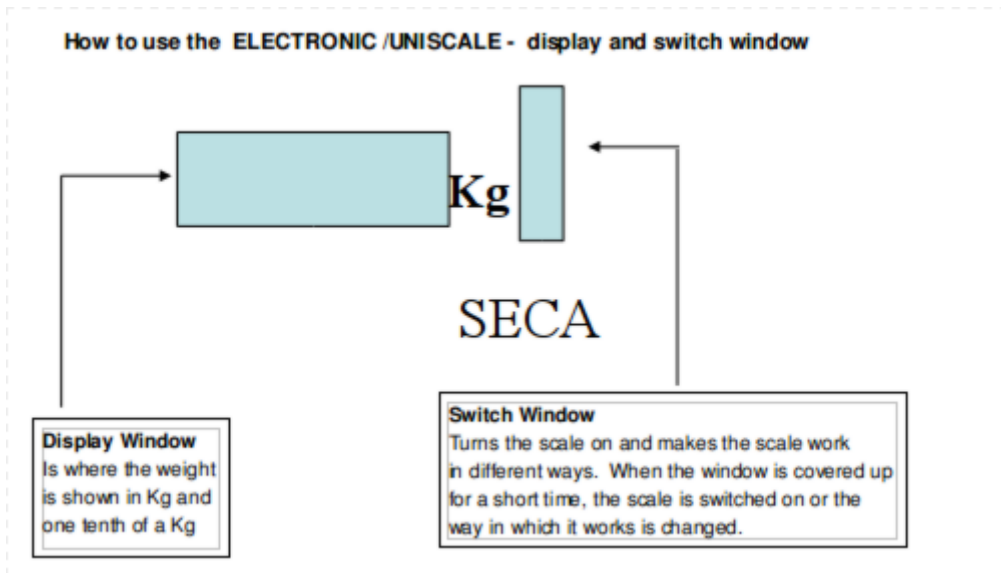 How to use the ELECTRONIC /UNISCALE - display and switch window
Kg
SECA
Display Window
Is where the weight
is shown in Kg and
one tenth of a Kg
Switch Window
Turns the scale on and makes the scale work
in different ways. When the window is covered up
for a short time, the scale is switched on or the
way in which it works is changed.